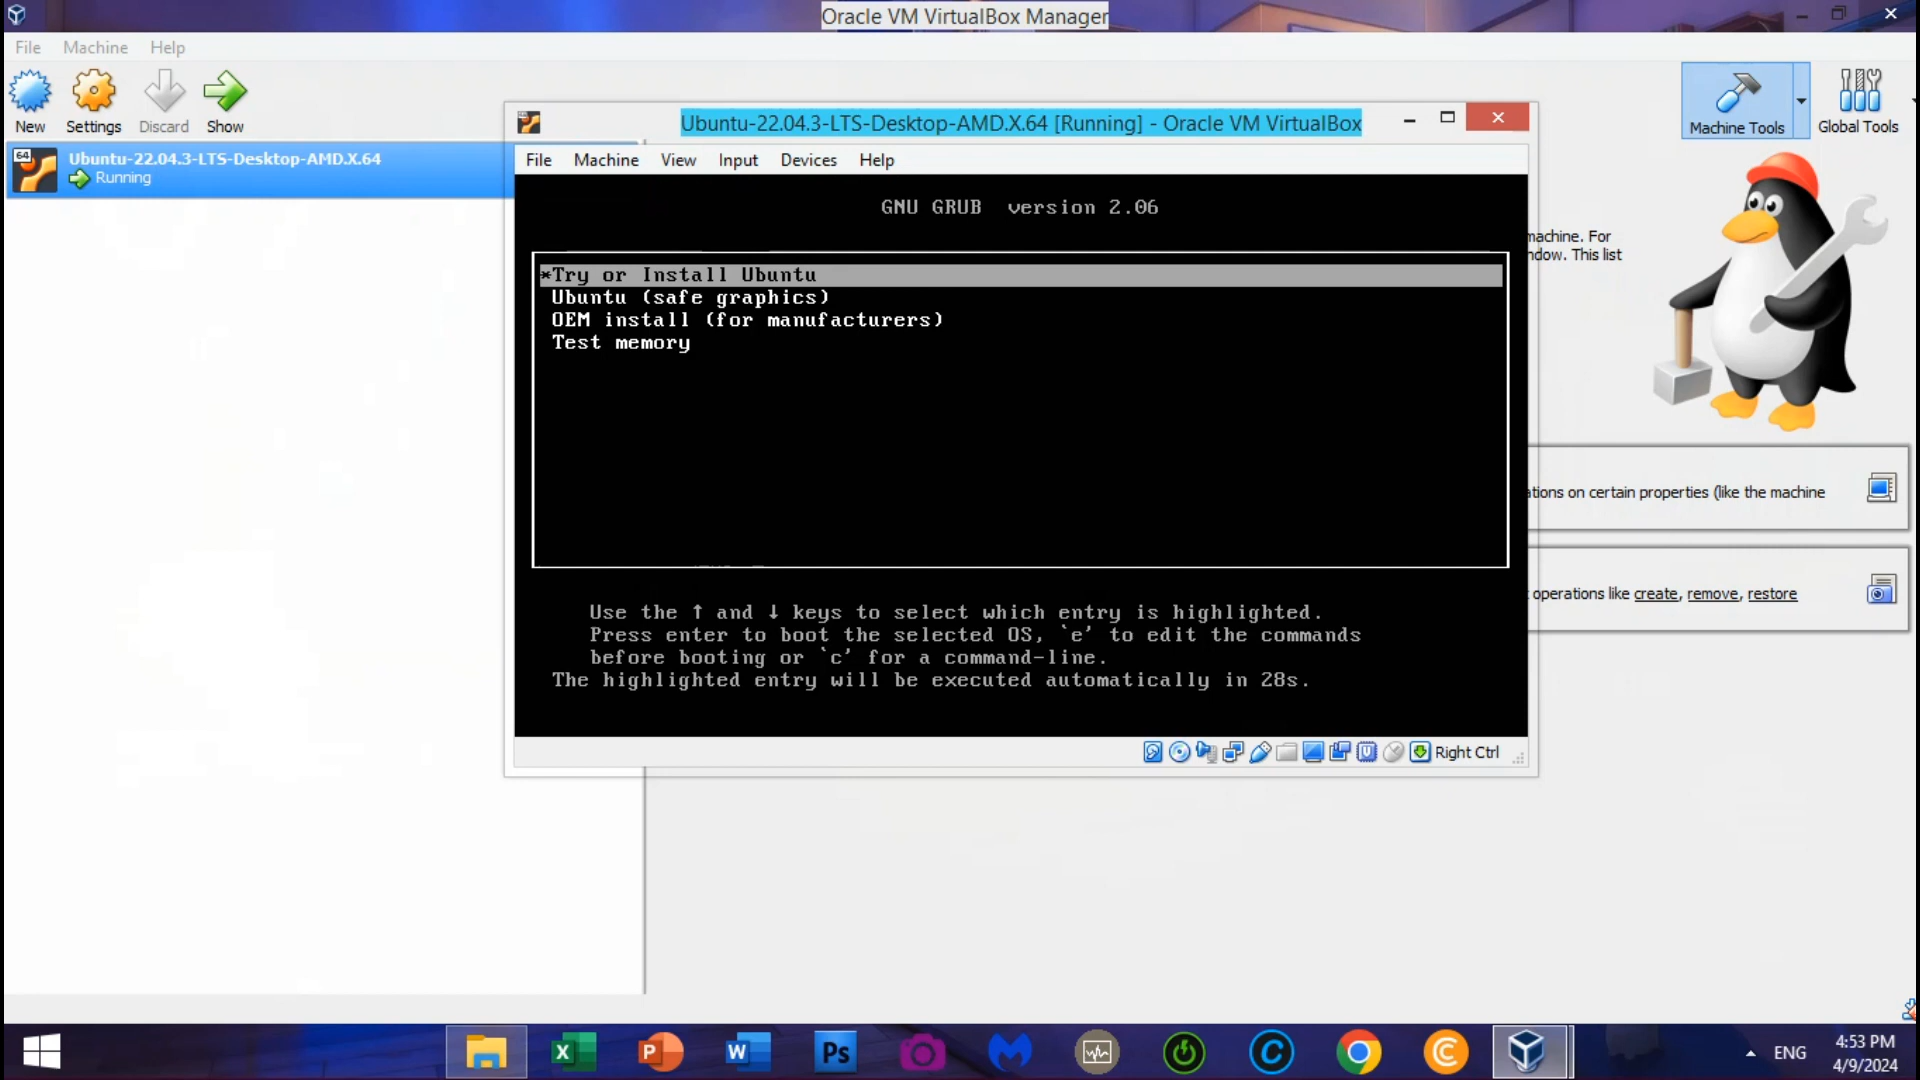 Oracle VM VirtualBox Manager
File Machine Help
New Settings Discard Show
Machine Tools
Global Tools
64
Ubuntu-22.04.3-LTS-Desktop-AMD.X.64
Running
Ubuntu-22.04.3-LTS-Desktop-AMD.X.64 [Running] - Oracle VM VirtualBox
File Machine View Input Devices Help
GNU GRUB version 2.06
*Try or Install Ubuntu
Ubuntu (safe graphics)
OEM install (for manufacturers)
Test memory
Use the ↑ and ↓ keys to select which entry is highlighted.
Press enter to boot the selected OS, `e' to edit the commands
before booting or `c' for a command-line.
The highlighted entry will be executed automatically in 28s.
Right Ctrl
machine. For
ndow. This list
ations on certain properties (like the machine
operations like create, remove, restore
X P W Ps C C
ENG
4:53 PM
4/9/2024